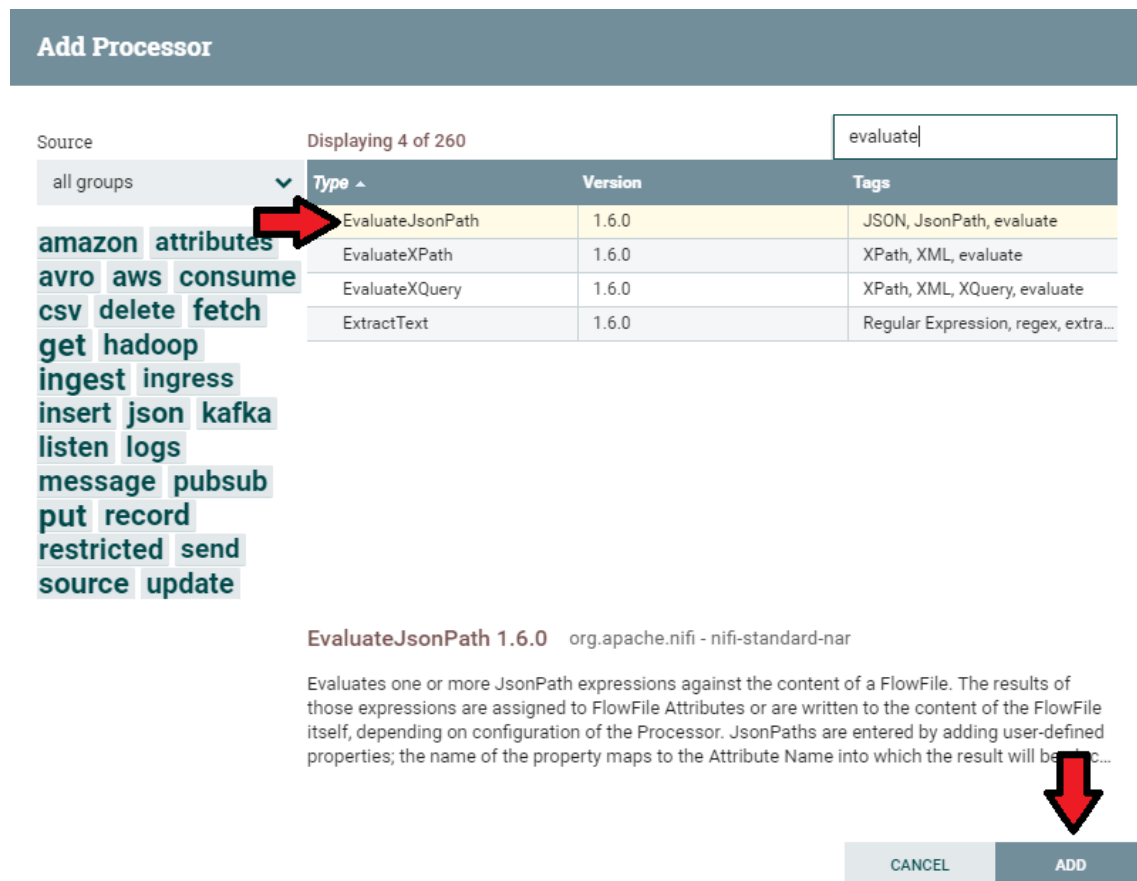 Add Processor
Source
Displaying 4 of 260
evaluate
all groups
Type Version Tags
EvaluateJsonPath 1.6.0 JSON, JsonPath, evaluate
EvaluateXPath 1.6.0 XPath, XML, evaluate
EvaluateXQuery 1.6.0 XPath, XML, XQuery, evaluate
ExtractText 1.6.0 Regular Expression, regex, extra...
amazon attributes
avro aws consume
csv delete fetch
get hadoop
ingest ingress
insert json kafka
listen logs
message pubsub
put record
restricted send
source update
EvaluateJsonPath 1.6.0 org.apache.nifi - nifi-standard-nar
Evaluates one or more JsonPath expressions against the content of a FlowFile. The results of
those expressions are assigned to FlowFile Attributes or are written to the content of the FlowFile
itself, depending on configuration of the Processor. JsonPaths are entered by adding user-defined
properties; the name of the property maps to the Attribute Name into which the result will be
CANCEL ADD